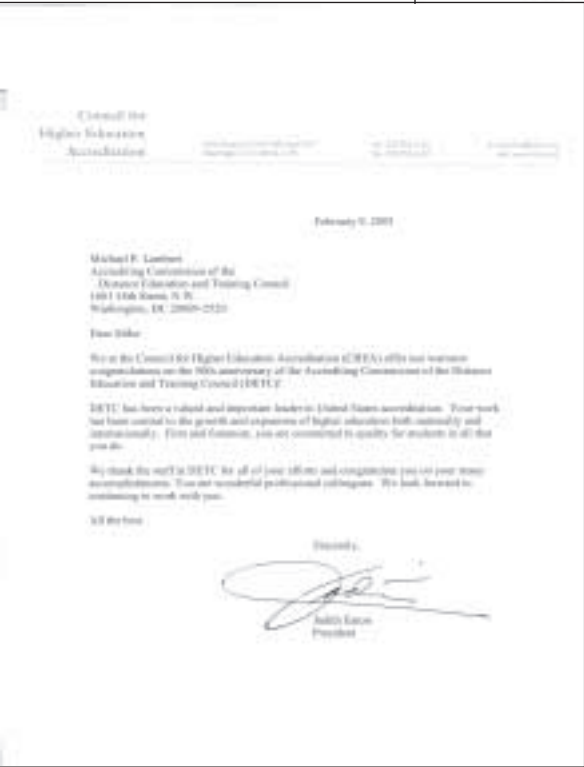 Council for
Higher Education
Accreditation
February 9, 2005
Michael P. Lambert
Accrediting Commission of the
Distance Education and Training Council
1601 18th Street, N.W.
Washington, DC 20009-2529
Dear Mike
We at the Council for Higher Education Accreditation (CHEA) offer our warmest
congratulations on the 50th anniversary of the Accrediting Commission of the Distance
Education and Training Council (DETC)!
DETC has been a valued and important leader in United States accreditation. Your work
has been central to the growth and expansion of higher education both nationally and
internationally. First and foremost, you are committed to quality for students in all that
you do.
We thank the staff in DETC for all of your efforts and congratulate you on your many
accomplishments. You are wonderful professional colleagues. We look forward to
continuing to work with you.
All the best
Sincerely,
Judith Eaton
President